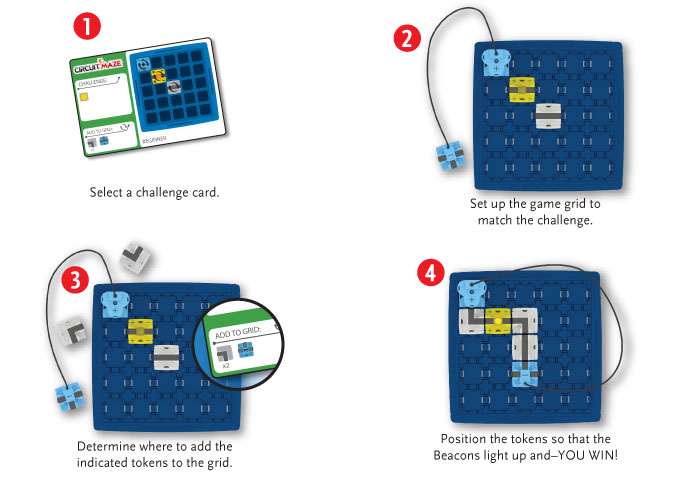 1
CIRCUIT MAZE
CHALLENGE:
ADD TO GRID:
BEGINNER
Select a challenge card.
2
Set up the game grid to
match the challenge.
3
ADD TO GRID:
x2
Determine where to add the
indicated tokens to the grid.
4
Position the tokens so that the
Beacons light up and–YOU WIN!